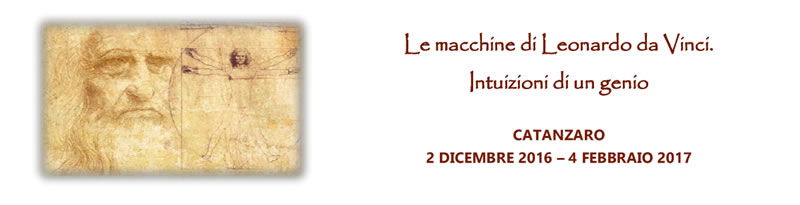 Le macchine di Leonardo da Vinci.
Intuizioni di un genio
CATANZARO
2 DICEMBRE 2016 – 4 FEBBRAIO 2017